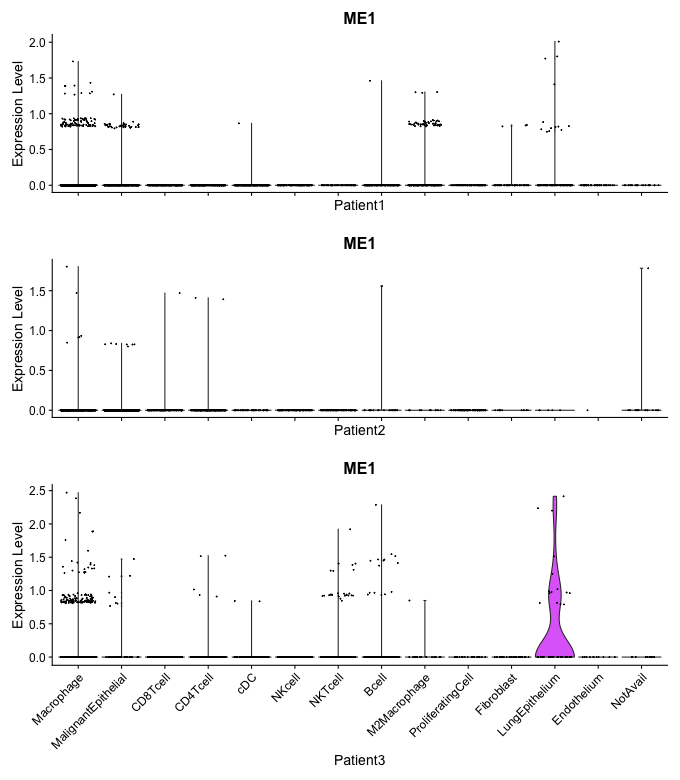 ME1
Expression Level
2.0
1.5
1.0
0.5
0.0
Patient1
ME1
Expression Level
1.5
1.0
0.5
0.0
Patient2
ME1
Expression Level
2.5
2.0
1.5
1.0
0.5
0.0
Macrophage
MalignantEpithelial
CD8Tcell
CD4Tcell
cDC
NKcell
NKTcell
Bcell
M2Macrophage
ProliferatingCell
Fibroblast
LungEpithelium
Endothelium
NotAvail
Patient3